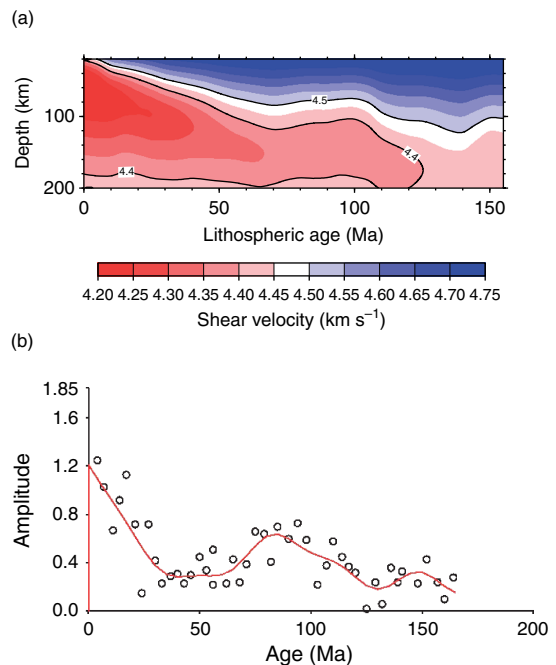 (a)
4.5
100
4.4
4.4
200
Depth (km)
0 50 100 150
Lithospheric age (Ma)
4.20 4.25 4.30 4.35 4.40 4.45 4.50 4.55 4.60 4.65 4.70 4.75
Shear velocity (km s⁻¹)
(b)
1.85
1.6
1.2
0.8
0.4
0.0
Amplitude
0 50 100 150 200
Age (Ma)